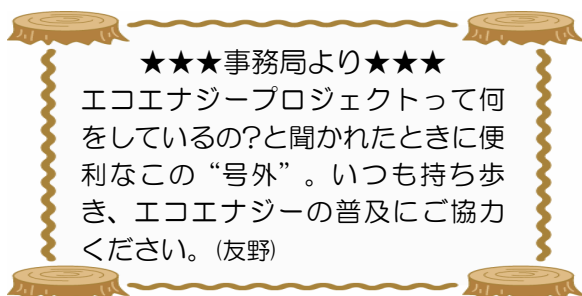 ★★★事務局より★★★
エコエナジープロジェクトって何
をしているの?と聞かれたときに便
利なこの“号外”。いつも持ち歩
き、エコエナジーの普及にご協力
ください。(友野)